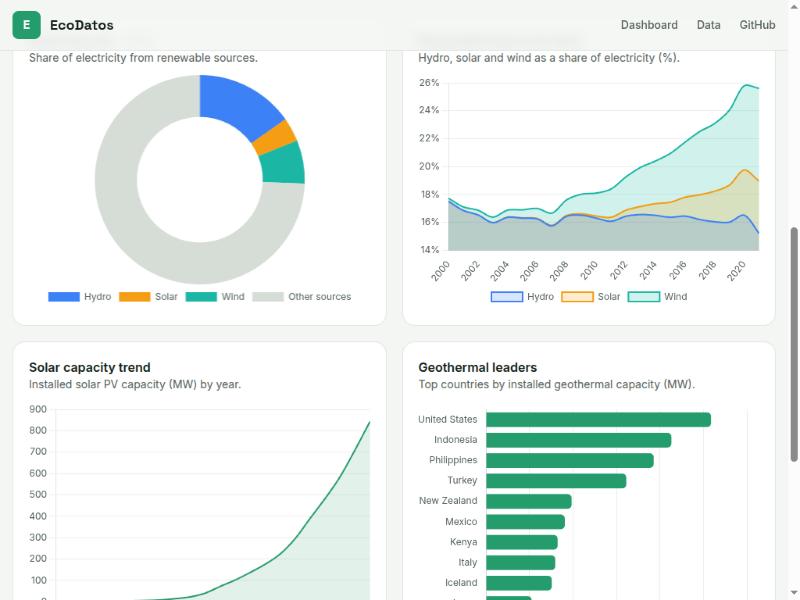 E EcoDatos Dashboard Data GitHub
Share of electricity from renewable sources.
Hydro Solar Wind Other sources
Hydro, solar and wind as a share of electricity (%).
26%
24%
22%
20%
18%
16%
14%
2000 2002 2004 2006 2008 2010 2012 2014 2016 2018 2020
Hydro Solar Wind
Solar capacity trend
Installed solar PV capacity (MW) by year.
900
800
700
600
500
400
300
200
100
Geothermal leaders
Top countries by installed geothermal capacity (MW).
United States
Indonesia
Philippines
Turkey
New Zealand
Mexico
Kenya
Italy
Iceland